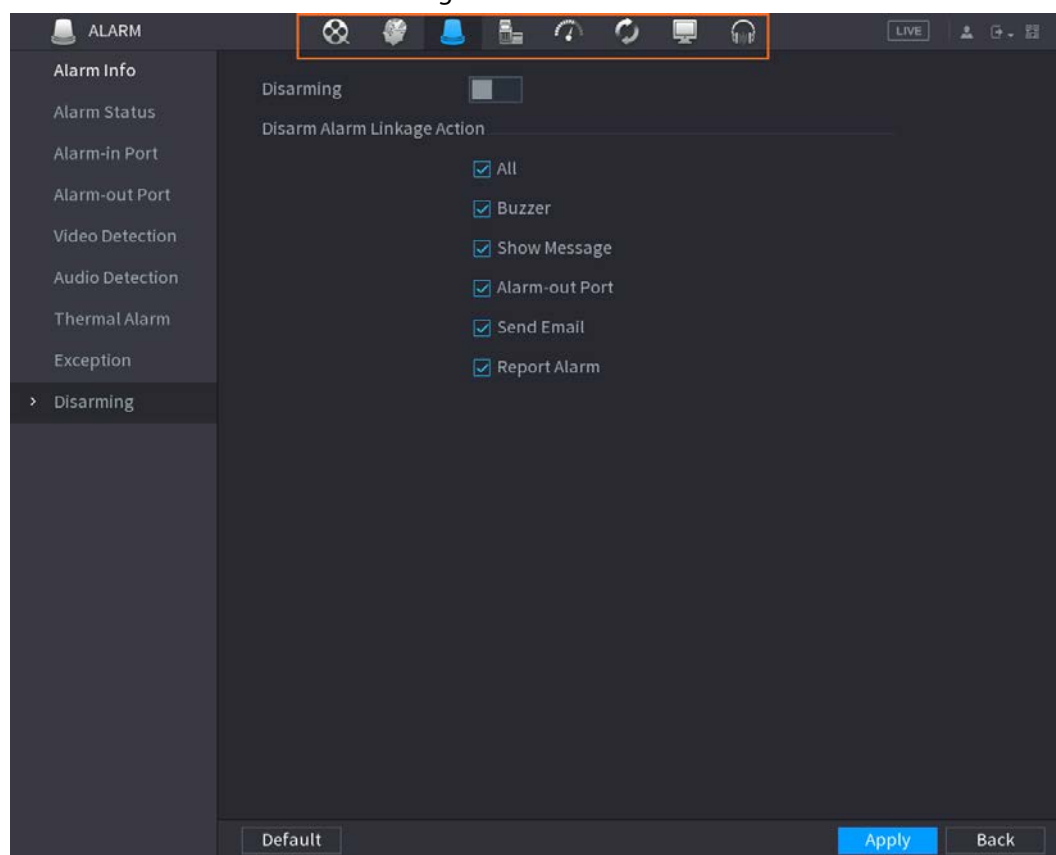 ALARM
LIVE
Alarm Info
Alarm Status
Alarm-in Port
Alarm-out Port
Video Detection
Audio Detection
Thermal Alarm
Exception
> Disarming
Disarming
Disarm Alarm Linkage Action
All
Buzzer
Show Message
Alarm-out Port
Send Email
Report Alarm
Default
Apply
Back